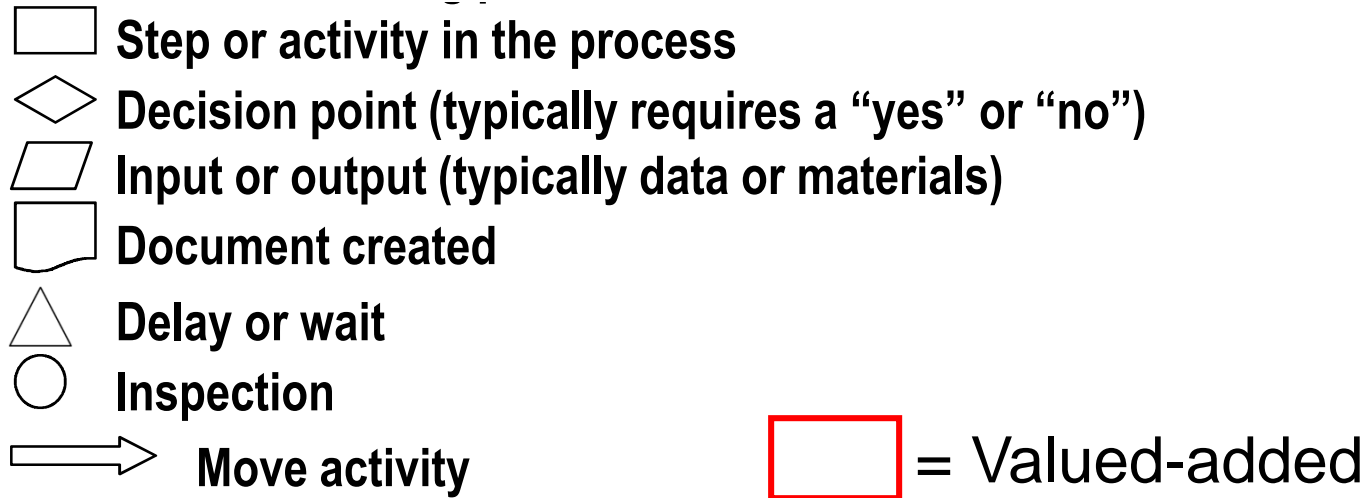 Step or activity in the process
Decision point (typically requires a “yes” or “no”)
Input or output (typically data or materials)
Document created
Delay or wait
Inspection
Move activity
= Valued-added